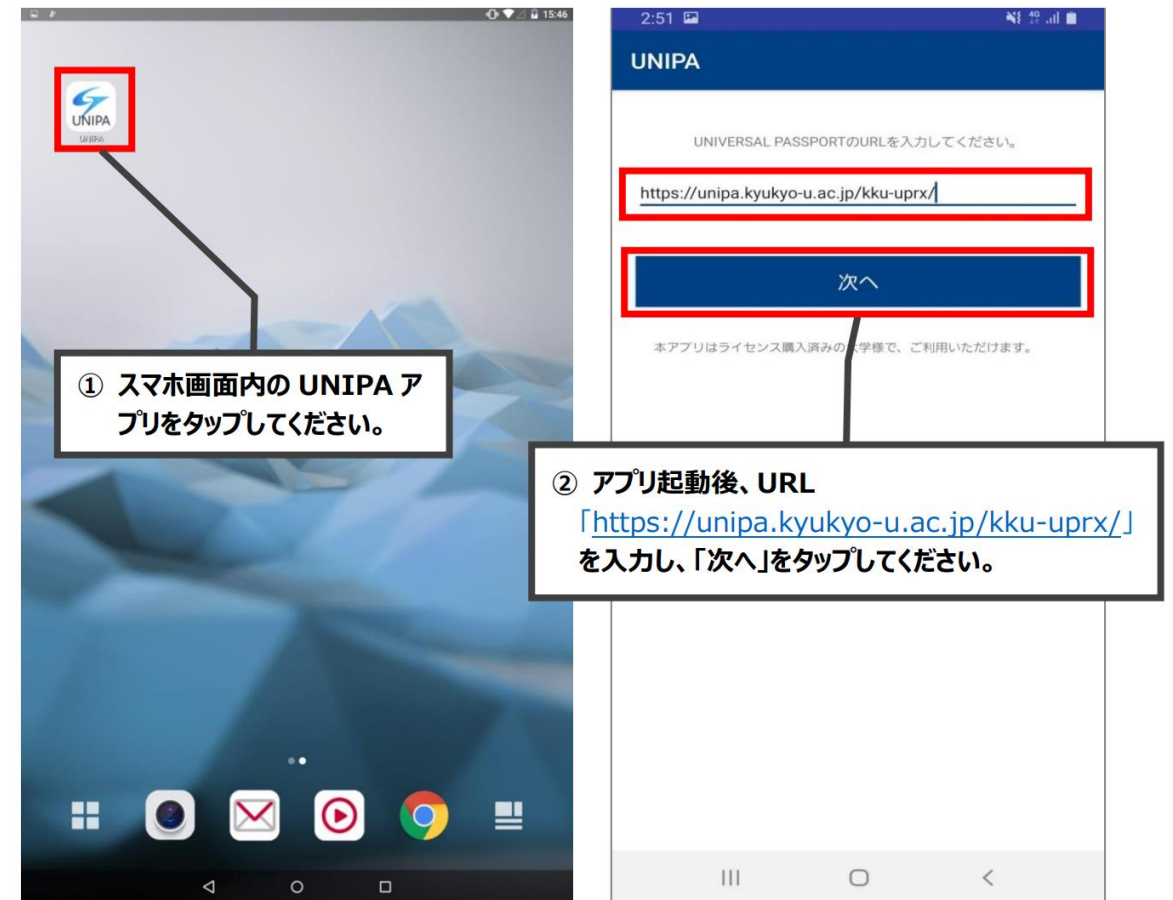 15:46
UNIPA
UNIPA
① スマホ画面内の UNIPA ア
プリをタップしてください。
2:51
4G
UNIPA
UNIVERSAL PASSPORTのURLを入力してください。
https://unipa.kyukyo-u.ac.jp/kku-uprx/
次へ
本アプリはライセンス購入済みの大学様で、ご利用いただけます。
② アプリ起動後、URL
「https://unipa.kyukyo-u.ac.jp/kku-uprx/」
を入力し、「次へ」をタップしてください。